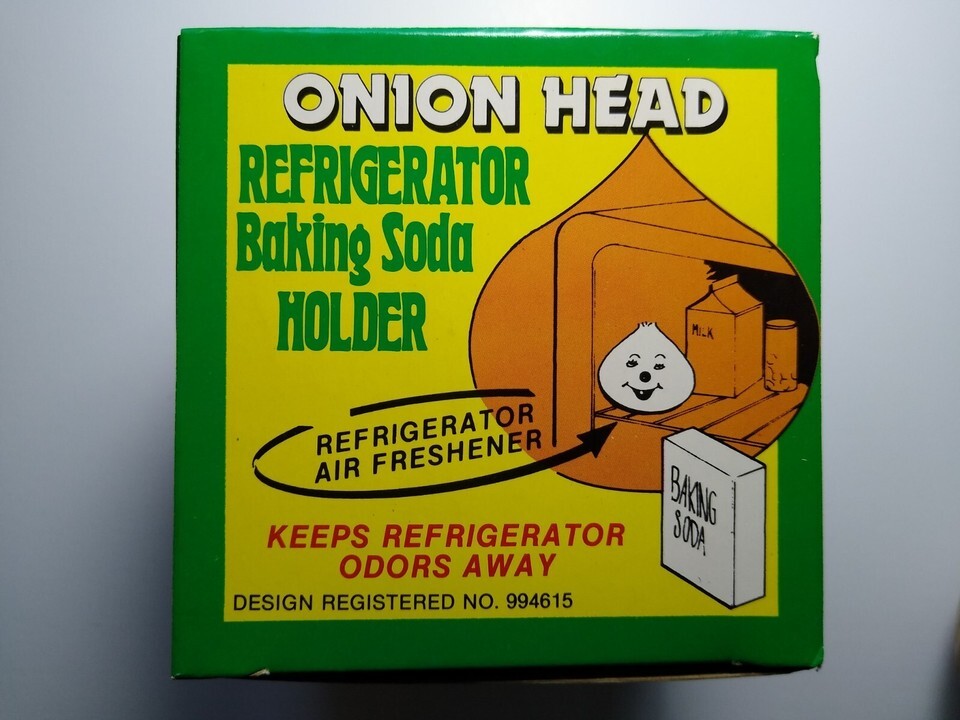 ONION HEAD
REFRIGERATOR
Baking Soda
HOLDER
MILK
REFRIGERATOR
AIR FRESHENER
BAKING
SODA
KEEPS REFRIGERATOR
ODORS AWAY
DESIGN REGISTERED NO. 994615